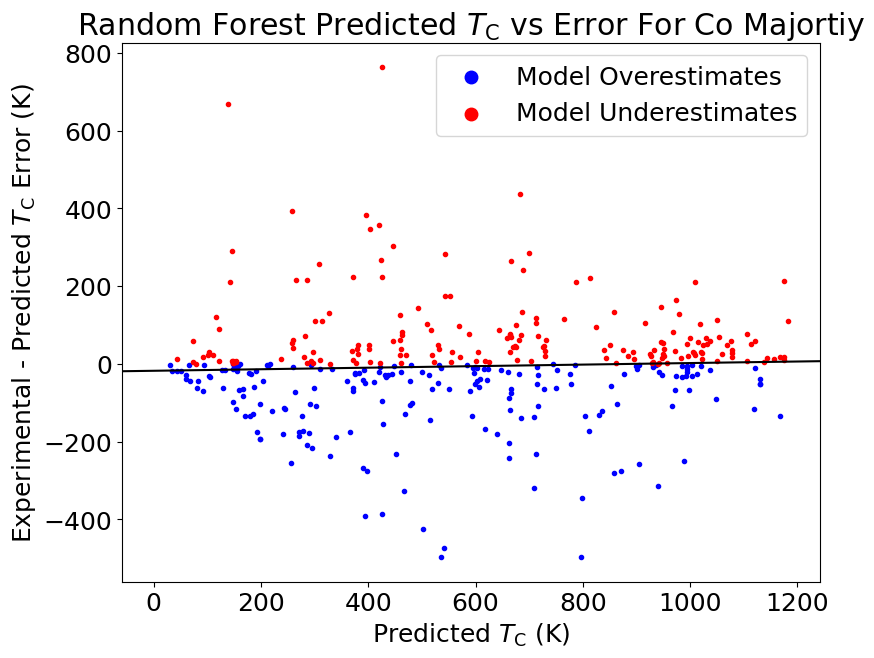 Random Forest Predicted T_C vs Error For Co Majortiy
Model Overestimates
Model Underestimates
Experimental - Predicted T_C Error (K)
800
600
400
200
0
−200
−400
0 200 400 600 800 1000 1200
Predicted T_C (K)